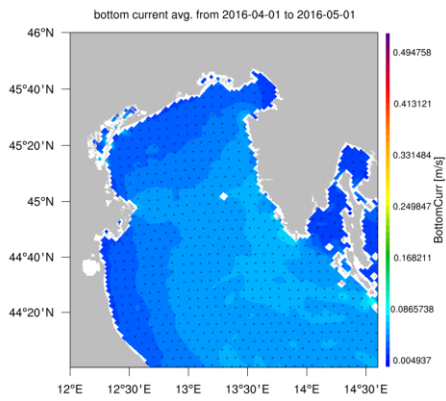 bottom current avg. from 2016-04-01 to 2016-05-01
46°N
45°40'N
45°20'N
45°N
44°40'N
44°20'N
12°E
12°30'E
13°E
13°30'E
14°E
14°30'E
0.494758
0.413121
0.331484
0.249847
0.168211
0.0865738
0.004937
BottomCurr [m/s]